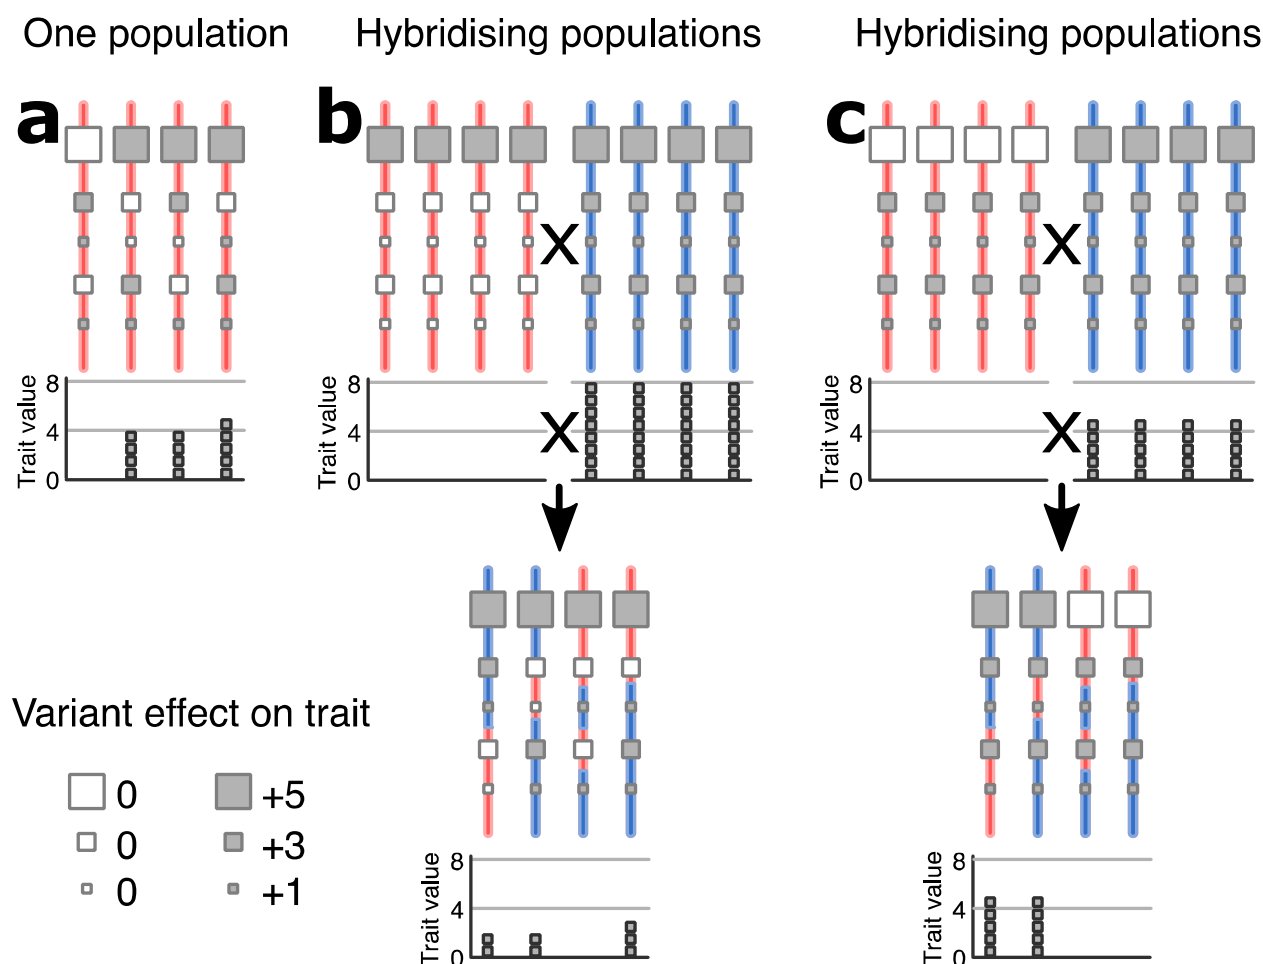 One population
Hybridising populations
Hybridising populations
a
b
c
X
X
Trait value
8
4
0
Trait value
8
4
0
X
Trait value
8
4
0
X
Variant effect on trait
0
+5
0
+3
0
+1
Trait value
8
4
0
Trait value
8
4
0